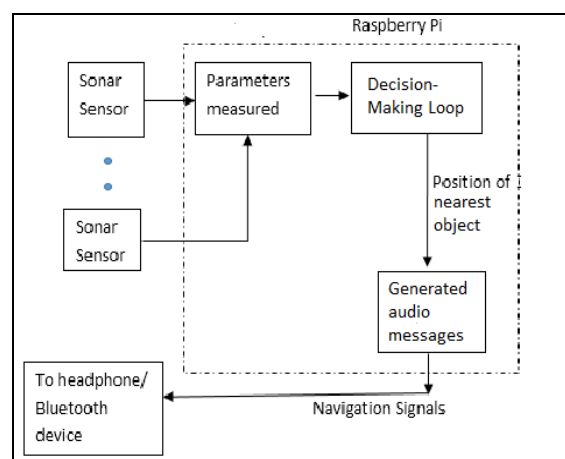 Raspberry Pi
Sonar
Sensor
Parameters
measured
Decision-
Making Loop
Position of
nearest
object
Sonar
Sensor
Generated
audio
messages
To headphone/
Bluetooth
device
Navigation Signals